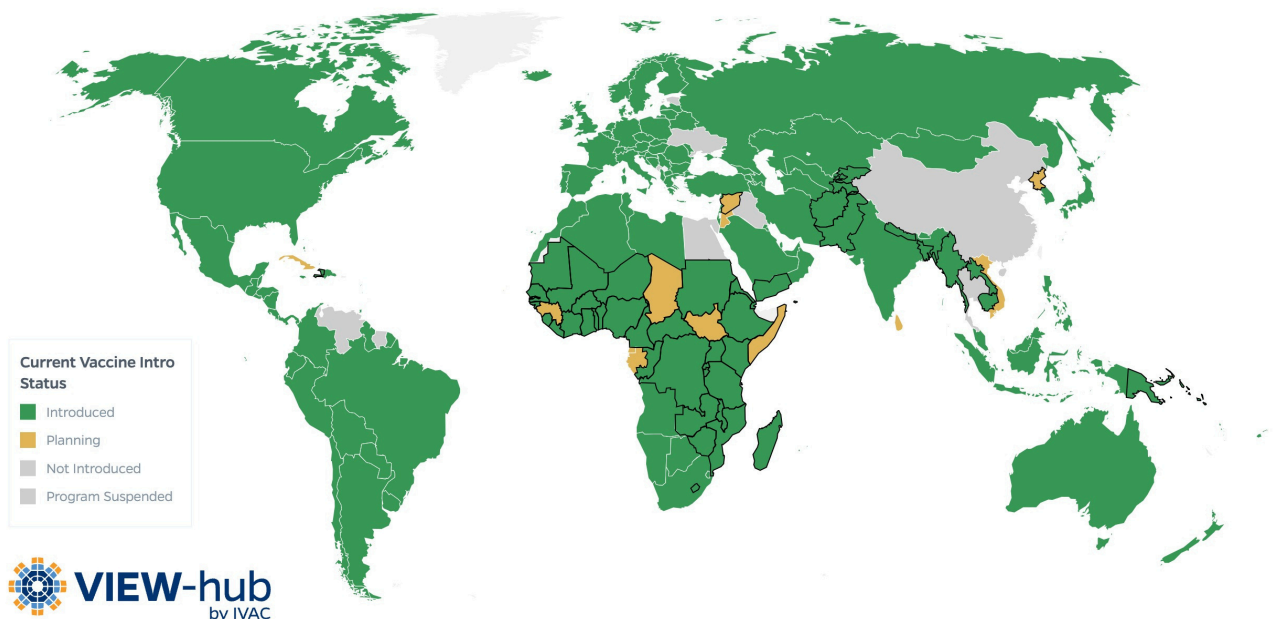 Current Vaccine Intro
Status
Introduced
Planning
Not Introduced
Program Suspended
VIEW-hub
by IVAC